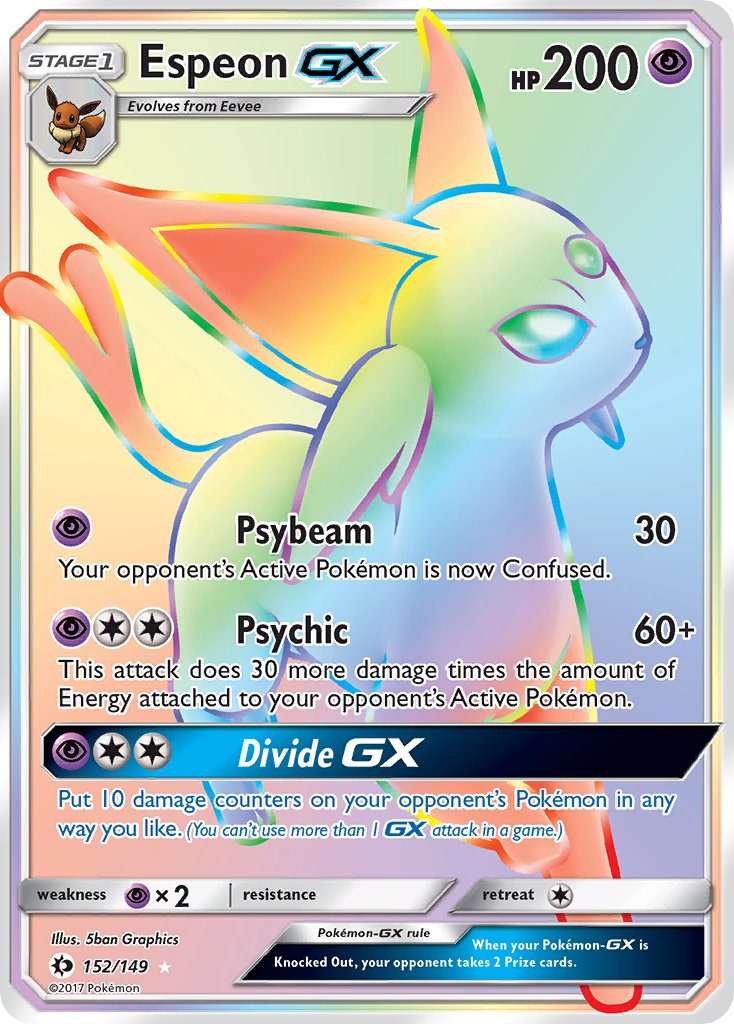 STAGE1 Espeon GX HP200
Evolves from Eevee
Psybeam 30
Your opponent's Active Pokémon is now Confused.
Psychic 60+
This attack does 30 more damage times the amount of
Energy attached to your opponent's Active Pokémon.
Divide GX
Put 10 damage counters on your opponent's Pokémon in any
way you like. (You can't use more than 1 GX attack in a game.)
weakness ×2 resistance retreat
Illus. 5ban Graphics
152/149
©2017 Pokémon
Pokémon-GX rule
When your Pokémon-GX is
Knocked Out, your opponent takes 2 Prize cards.